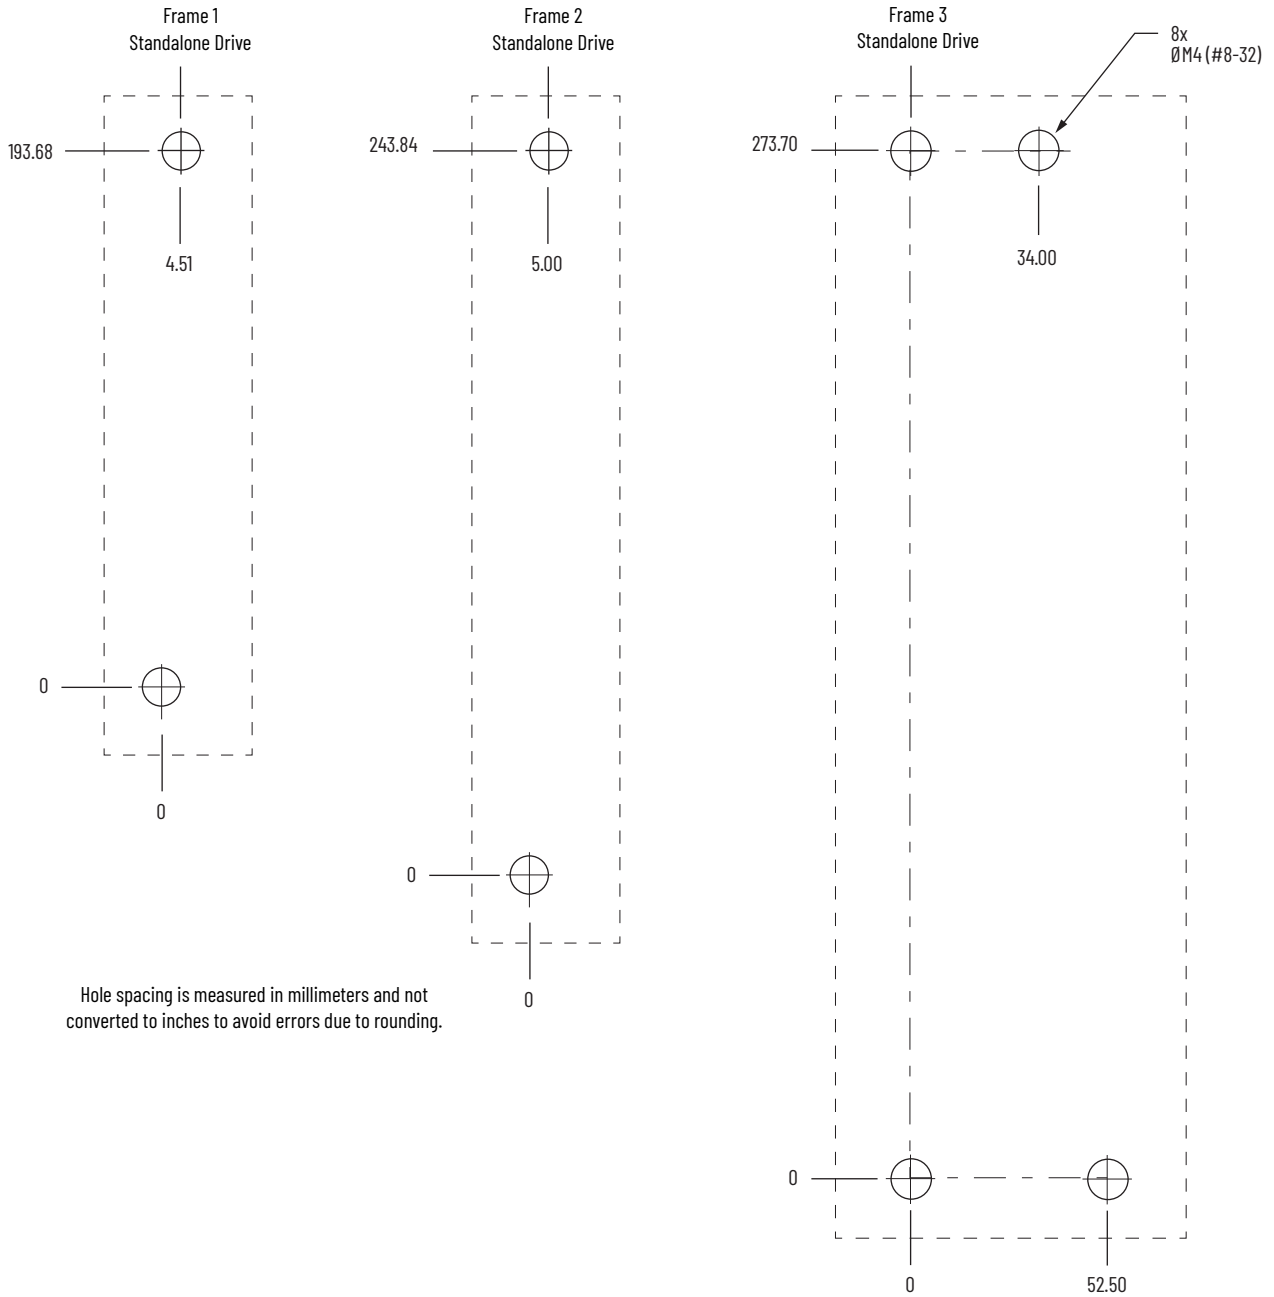 Frame 1
Standalone Drive
193.68
4.51
0
0
Frame 2
Standalone Drive
243.84
5.00
0
0
Hole spacing is measured in millimeters and not
converted to inches to avoid errors due to rounding.
Frame 3
Standalone Drive
8x
ØM4 (#8-32)
273.70
34.00
0
0
52.50